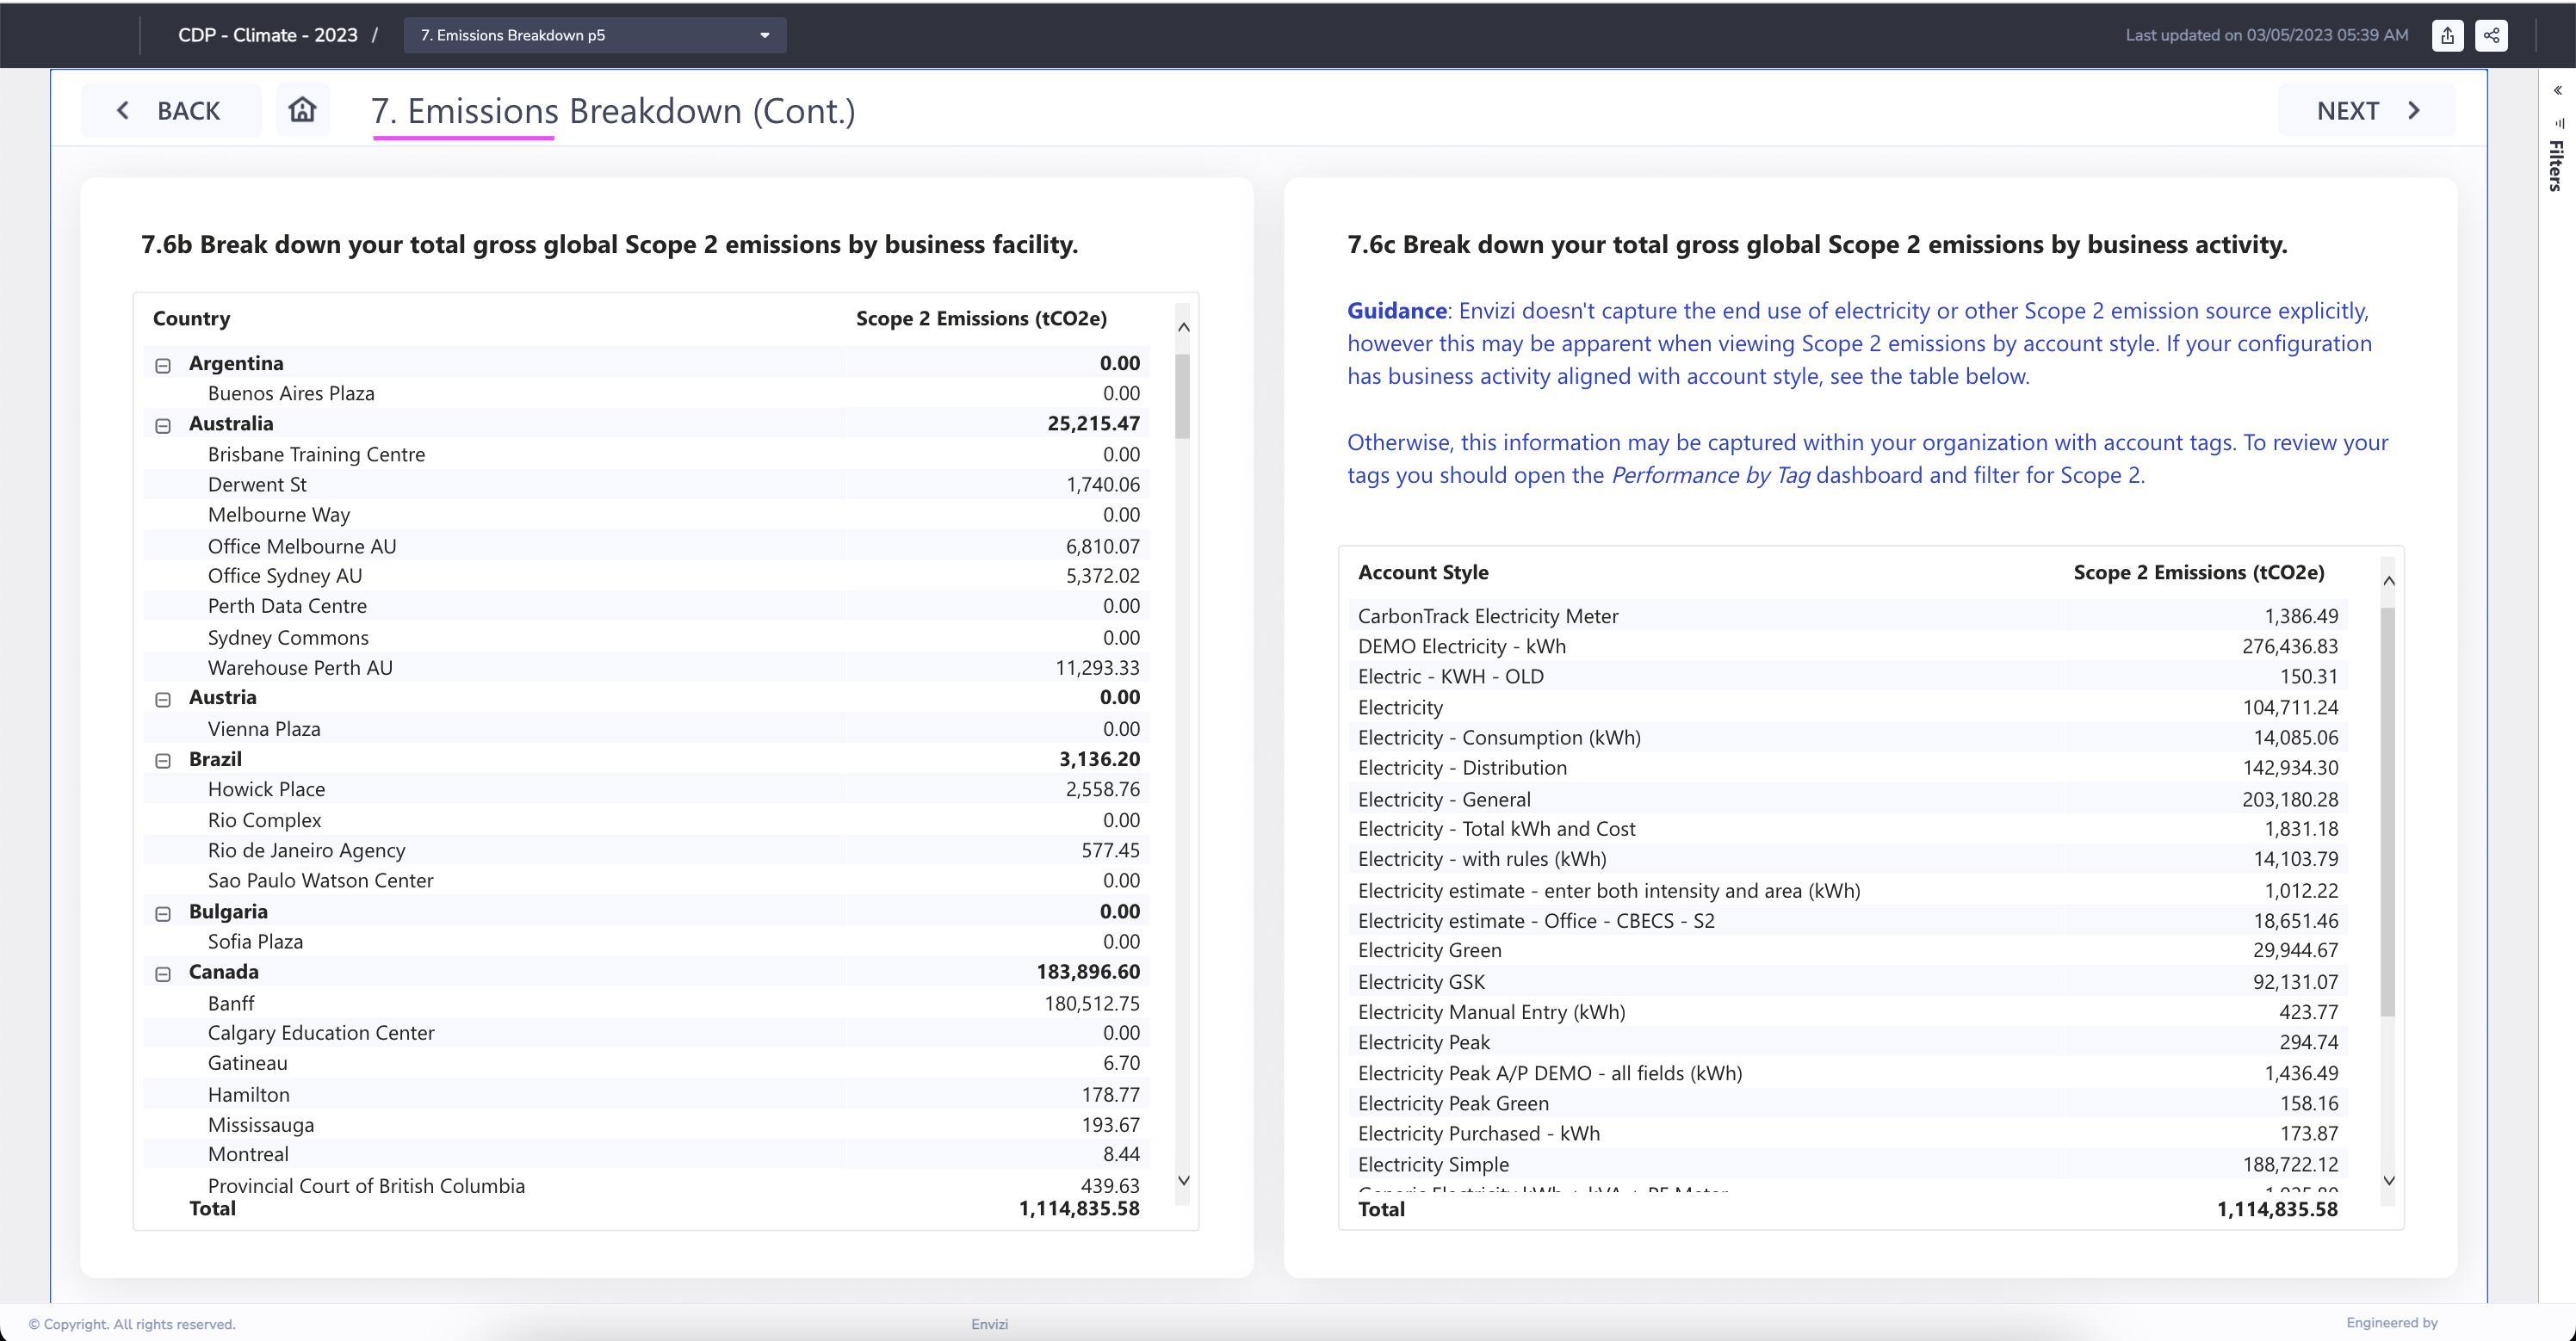 CDP - Climate - 2023 / 7. Emissions Breakdown p5 Last updated on 03/05/2023 05:39 AM
BACK 7. Emissions Breakdown (Cont.) NEXT
Filters
7.6b Break down your total gross global Scope 2 emissions by business facility.
Country Scope 2 Emissions (tCO2e)
Argentina 0.00
Buenos Aires Plaza 0.00
Australia 25,215.47
Brisbane Training Centre 0.00
Derwent St 1,740.06
Melbourne Way 0.00
Office Melbourne AU 6,810.07
Office Sydney AU 5,372.02
Perth Data Centre 0.00
Sydney Commons 0.00
Warehouse Perth AU 11,293.33
Austria 0.00
Vienna Plaza 0.00
Brazil 3,136.20
Howick Place 2,558.76
Rio Complex 0.00
Rio de Janeiro Agency 577.45
Sao Paulo Watson Center 0.00
Bulgaria 0.00
Sofia Plaza 0.00
Canada 183,896.60
Banff 180,512.75
Calgary Education Center 0.00
Gatineau 6.70
Hamilton 178.77
Mississauga 193.67
Montreal 8.44
Provincial Court of British Columbia 439.63
Total 1,114,835.58
7.6c Break down your total gross global Scope 2 emissions by business activity.
Guidance: Envizi doesn't capture the end use of electricity or other Scope 2 emission source explicitly,
however this may be apparent when viewing Scope 2 emissions by account style. If your configuration
has business activity aligned with account style, see the table below.
Otherwise, this information may be captured within your organization with account tags. To review your
tags you should open the Performance by Tag dashboard and filter for Scope 2.
Account Style Scope 2 Emissions (tCO2e)
CarbonTrack Electricity Meter 1,386.49
DEMO Electricity - kWh 276,436.83
Electric - KWH - OLD 150.31
Electricity 104,711.24
Electricity - Consumption (kWh) 14,085.06
Electricity - Distribution 142,934.30
Electricity - General 203,180.28
Electricity - Total kWh and Cost 1,831.18
Electricity - with rules (kWh) 14,103.79
Electricity estimate - enter both intensity and area (kWh) 1,012.22
Electricity estimate - Office - CBECS - S2 18,651.46
Electricity Green 29,944.67
Electricity GSK 92,131.07
Electricity Manual Entry (kWh) 423.77
Electricity Peak 294.74
Electricity Peak A/P DEMO - all fields (kWh) 1,436.49
Electricity Peak Green 158.16
Electricity Purchased - kWh 173.87
Electricity Simple 188,722.12
Total 1,114,835.58
© Copyright. All rights reserved. Envizi Engineered by